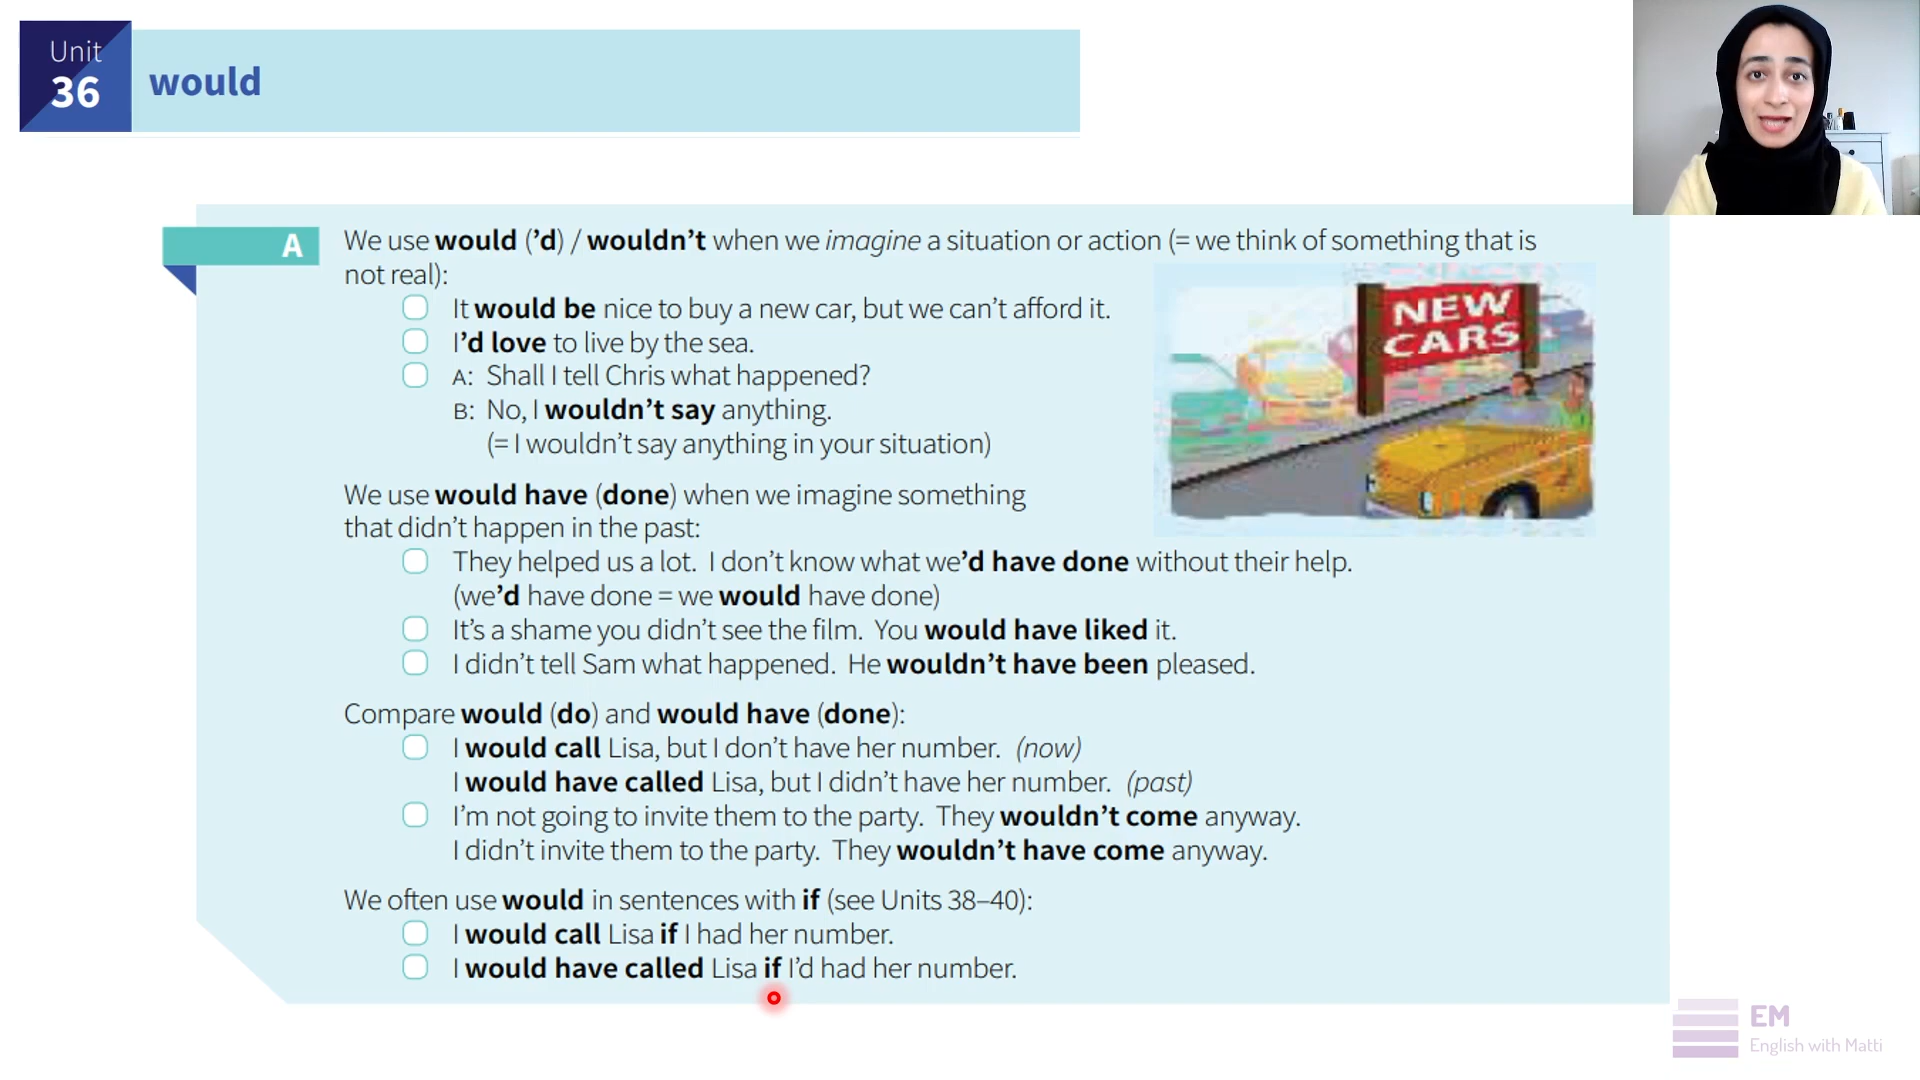 Unit
36
would
A
We use would (’d) / wouldn’t when we imagine a situation or action (= we think of something that is
not real):
It would be nice to buy a new car, but we can’t afford it.
I’d love to live by the sea.
A: Shall I tell Chris what happened?
B: No, I wouldn’t say anything.
(= I wouldn’t say anything in your situation)
NEW
CARS
We use would have (done) when we imagine something
that didn’t happen in the past:
They helped us a lot. I don’t know what we’d have done without their help.
(we’d have done = we would have done)
It’s a shame you didn’t see the film. You would have liked it.
I didn’t tell Sam what happened. He wouldn’t have been pleased.
Compare would (do) and would have (done):
I would call Lisa, but I don’t have her number. (now)
I would have called Lisa, but I didn’t have her number. (past)
I’m not going to invite them to the party. They wouldn’t come anyway.
I didn’t invite them to the party. They wouldn’t have come anyway.
We often use would in sentences with if (see Units 38–40):
I would call Lisa if I had her number.
I would have called Lisa if I’d had her number.
EM
English with Matti